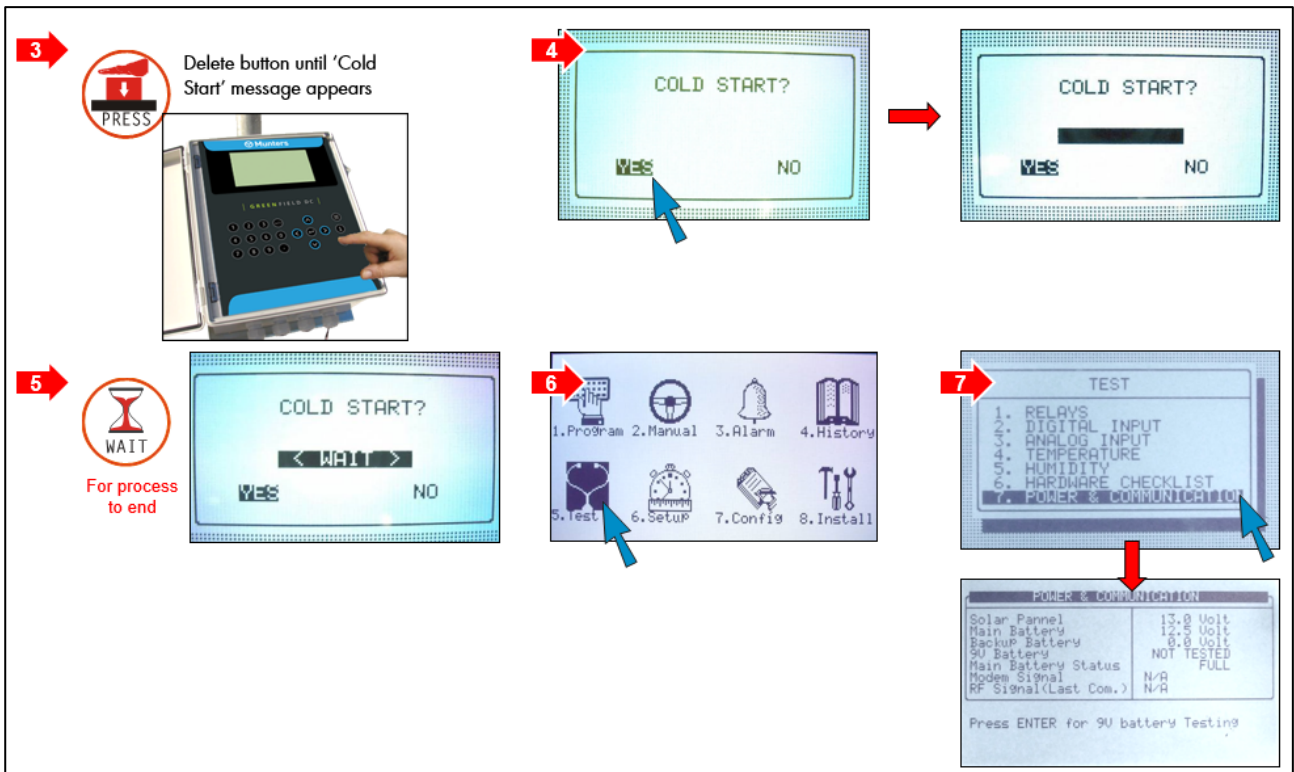 3
PRESS
Delete button until ‘Cold
Start’ message appears
Munters
| GREENFIELD DC |
4
COLD START?
YES NO
COLD START?
YES NO
5
WAIT
For process
to end
COLD START?
< WAIT >
YES NO
6
1.Program 2.Manual 3.Alarm 4.History
5.Test 6.Setup 7.Config 8.Install
7
TEST
1. RELAYS
2. DIGITAL INPUT
3. ANALOG INPUT
4. TEMPERATURE
5. HUMIDITY
6. HARDWARE CHECKLIST
7. POWER & COMMUNICATION
POWER & COMMUNICATION
Solar Pannel 13.0 Volt
Main Battery 12.5 Volt
Backup Battery 0.0 Volt
9V Battery NOT TESTED
Main Battery Status FULL
Modem Signal N/A
RF Signal(Last Com.) N/A
Press ENTER for 9V battery Testing